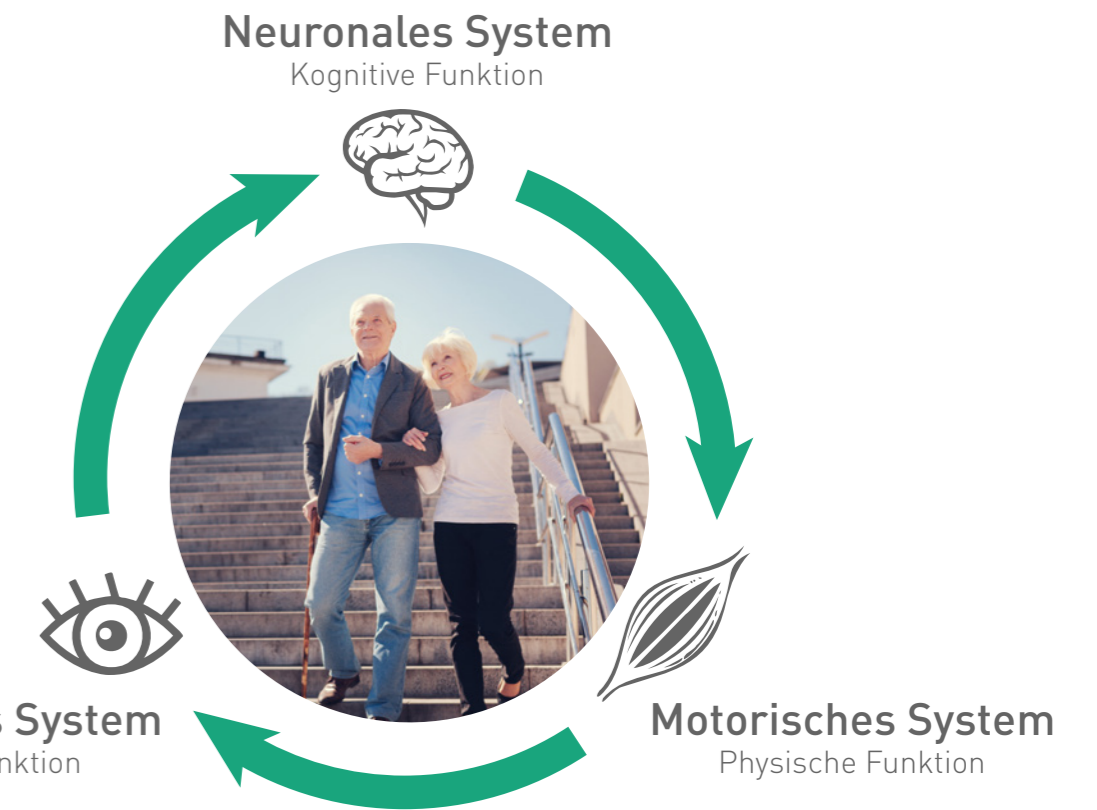 Neuronales System
Kognitive Funktion
System
Motorisches System
Physische Funktion